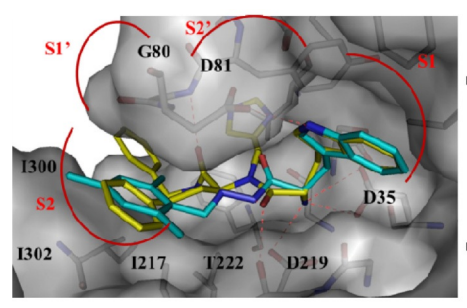 S2’
G80
S1’
S1
D81
I300
D35
S2
I302
I217 T222 D219